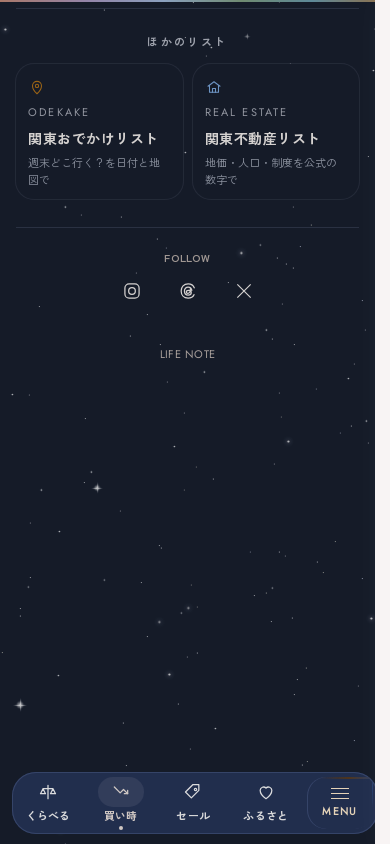 ほかのリスト
ODEKAKE
関東おでかけリスト
週末どこ行く？を日付と地
図で
REAL ESTATE
関東不動産リスト
地価・人口・制度を公式の
数字で
FOLLOW
LIFE NOTE
くらべる
買い時
セール
ふるさと
MENU